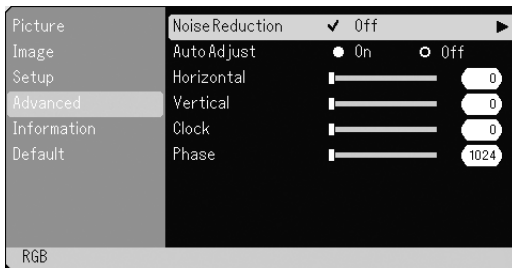 Picture
Image
Setup
Advanced
Information
Default
Noise Reduction ✔ Off
Auto Adjust On Off
Horizontal 0
Vertical 0
Clock 0
Phase 1024
RGB